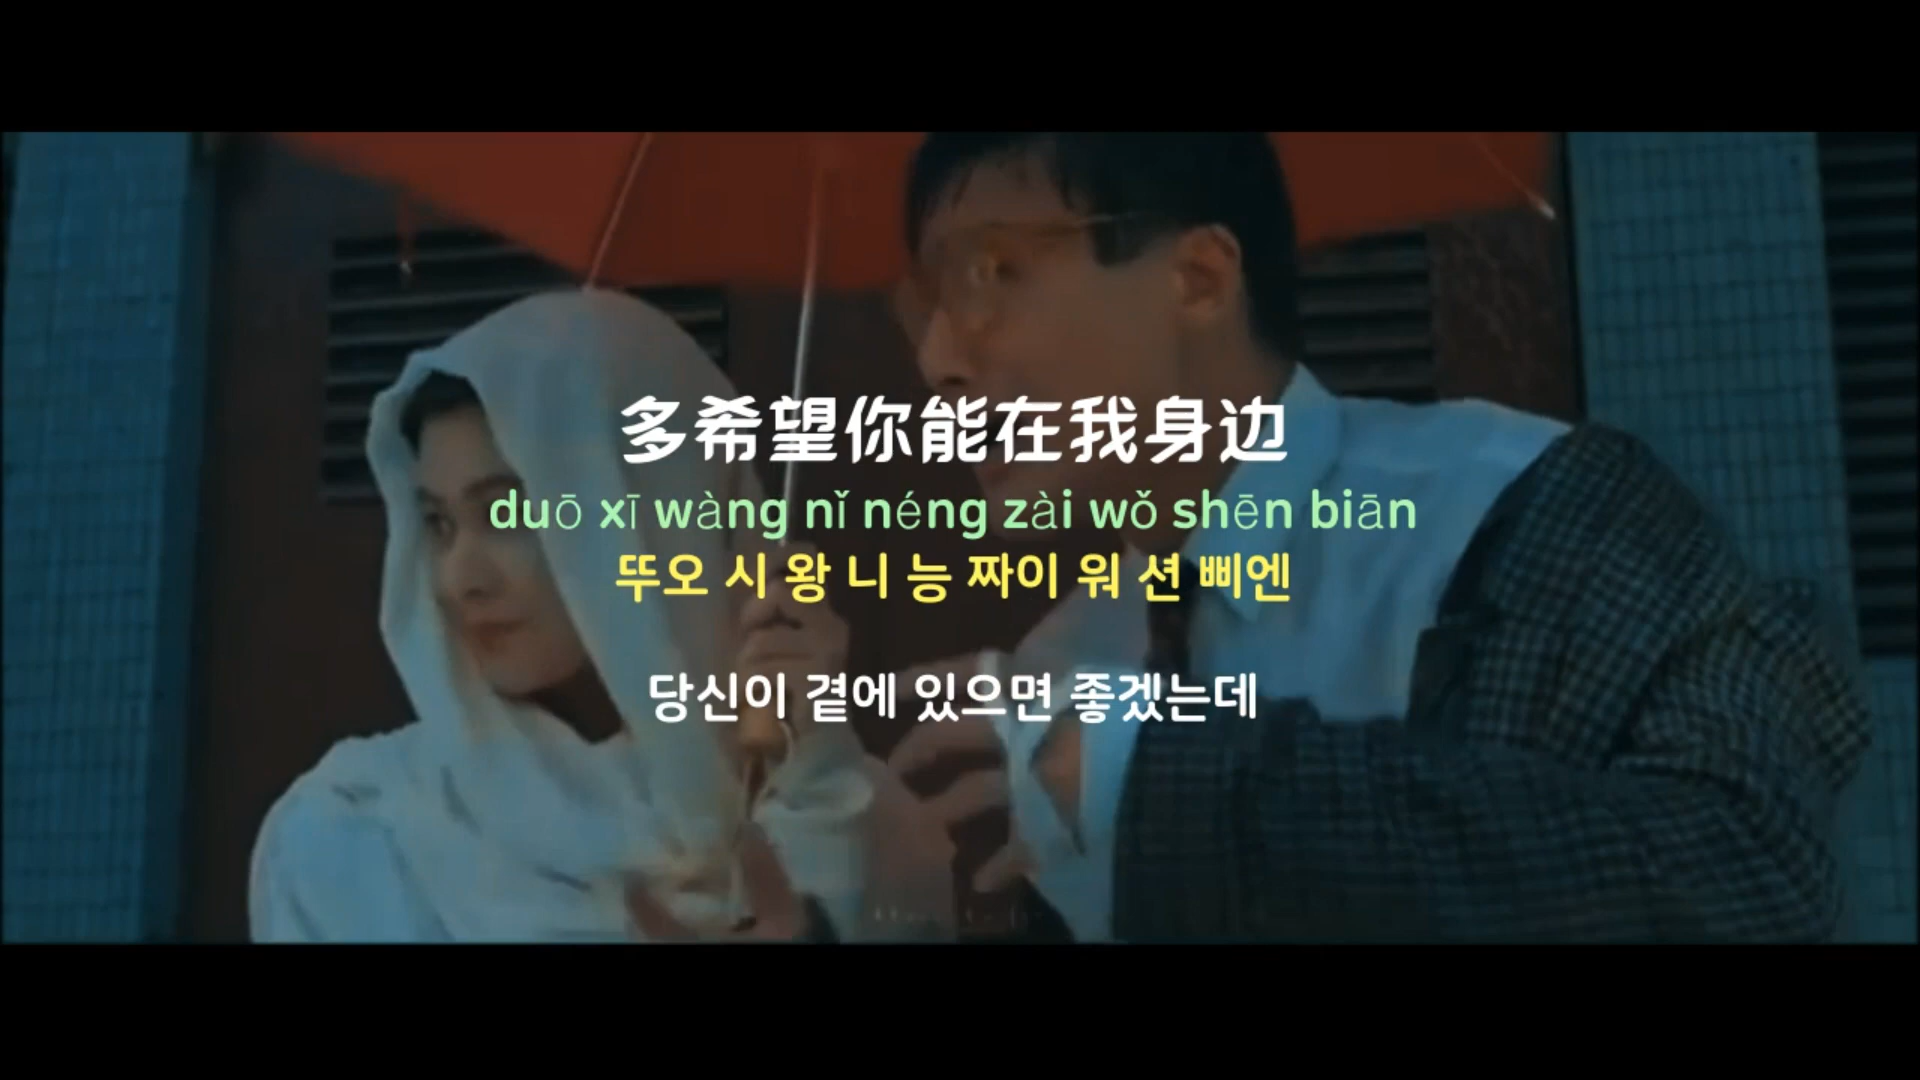 多希望你能在我身边
duō xī wàng nǐ néng zài wǒ shēn biān
뚜오 시 왕 니 능 짜이 워 션 삐엔
당신이 곁에 있으면 좋겠는데